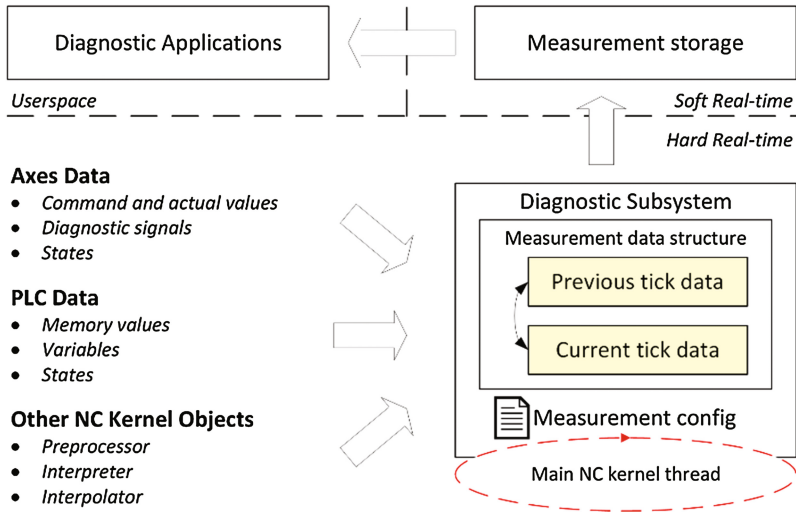 Diagnostic Applications
Measurement storage
Userspace
Soft Real-time
Hard Real-time
Axes Data
• Command and actual values
• Diagnostic signals
• States
PLC Data
• Memory values
• Variables
• States
Other NC Kernel Objects
• Preprocessor
• Interpreter
• Interpolator
Diagnostic Subsystem
Measurement data structure
Previous tick data
Current tick data
Measurement config
Main NC kernel thread